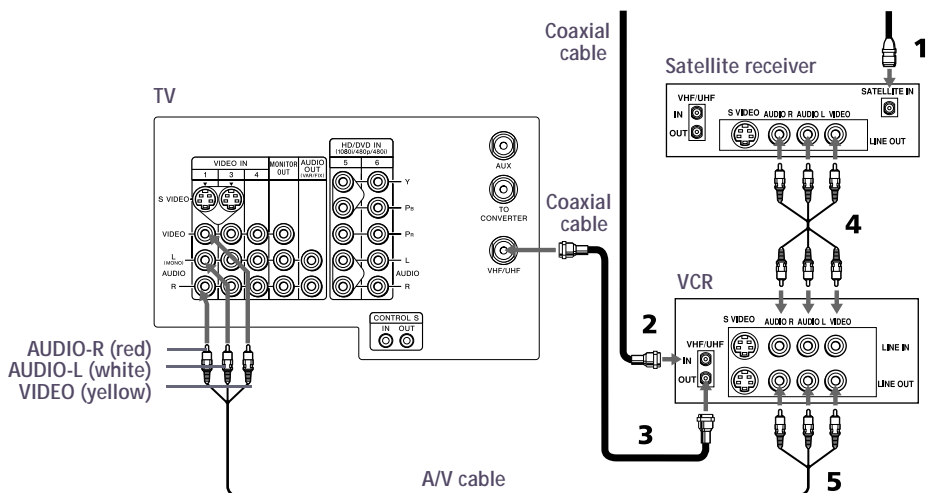 Coaxial
cable
1
Satellite receiver
SATELLITE IN
VHF/UHF
IN
OUT
S VIDEO AUDIO R AUDIO L VIDEO
LINE OUT
TV
VIDEO IN
1 3 4
MONITOR
OUT
AUDIO
OUT
(VAR/FIX)
HD/DVD IN
(1080i/480p/480i)
5 6
S VIDEO
VIDEO
L
(MONO)
AUDIO
R
Y
PB
PR
L
AUDIO
R
AUX
TO
CONVERTER
VHF/UHF
CONTROL S
IN OUT
Coaxial
cable
4
VCR
2
VHF/UHF
IN
OUT
S VIDEO AUDIO R AUDIO L VIDEO
LINE IN
LINE OUT
AUDIO-R (red)
AUDIO-L (white)
VIDEO (yellow)
3
A/V cable
5